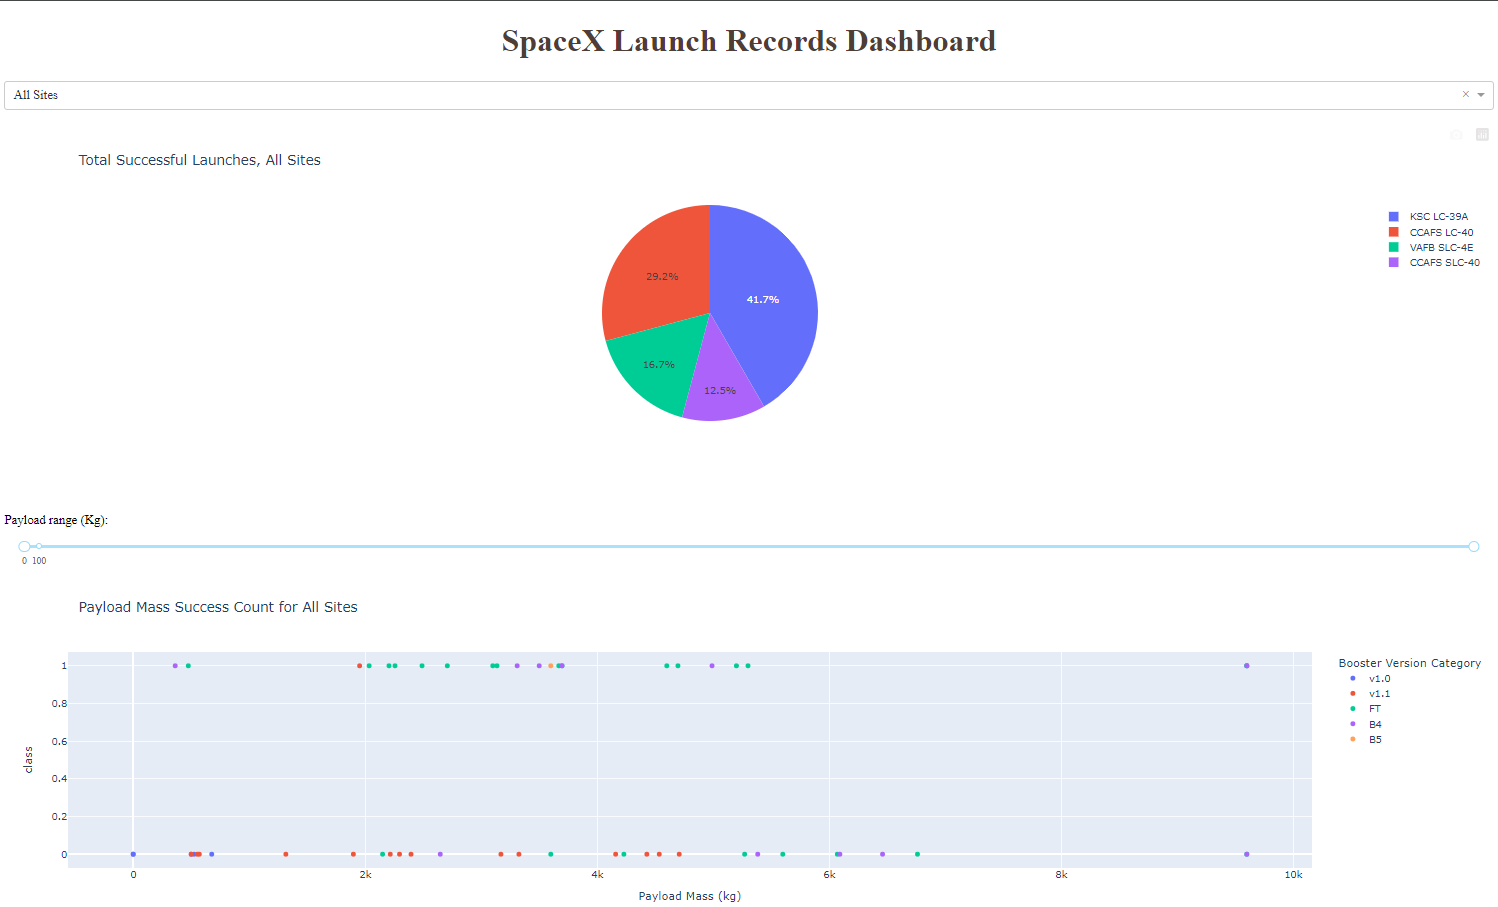 SpaceX Launch Records Dashboard
All Sites
×
Total Successful Launches, All Sites
KSC LC-39A
CCAFS LC-40
VAFB SLC-4E
CCAFS SLC-40
29.2%
41.7%
16.7%
12.5%
Payload range (Kg):
0 100
Payload Mass Success Count for All Sites
Booster Version Category
v1.0
v1.1
FT
B4
B5
class
1
0.8
0.6
0.4
0.2
0
0 2k 4k 6k 8k 10k
Payload Mass (kg)